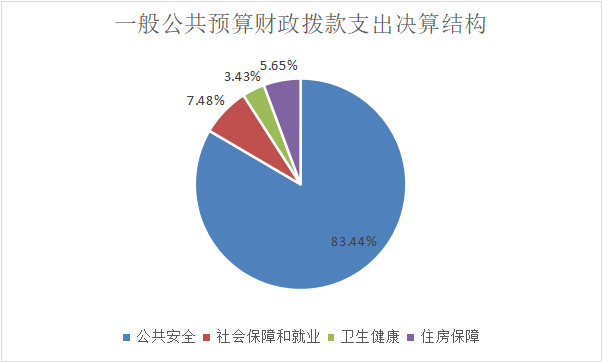 一般公共预算财政拨款支出决算结构
5.65%
3.43%
7.48%
83.44%
公共安全 社会保障和就业 卫生健康 住房保障